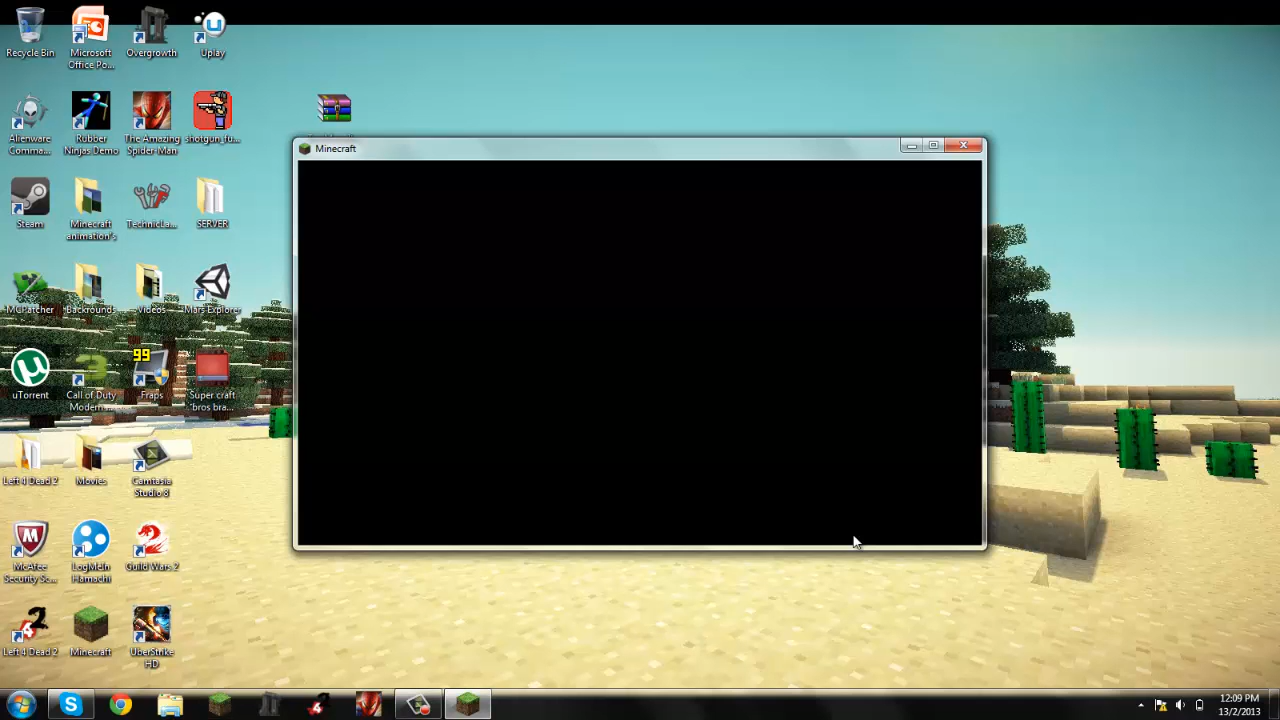 Recycle Bin
Microsoft
Office Po...
Overgrowth
Uplay
Alienware
Comma...
Rubber
Ninjas Demo
The Amazing
Spider-Man
shotgun_fu...
Minecraft
Steam
Minecraft
animation's
TechnicLa...
SERVER
MCPatcher
Backrounds
Videos
Mars Explorer
99
uTorrent
Call of Duty
Modern ...
Fraps
Super craft
bros bra...
Left 4 Dead 2
Movies
Camtasia
Studio 8
McAfee
Security Sc...
LogMeIn
Hamachi
Guild Wars 2
Left 4 Dead 2
Minecraft
UberStrike
HD
12:09 PM
13/2/2013